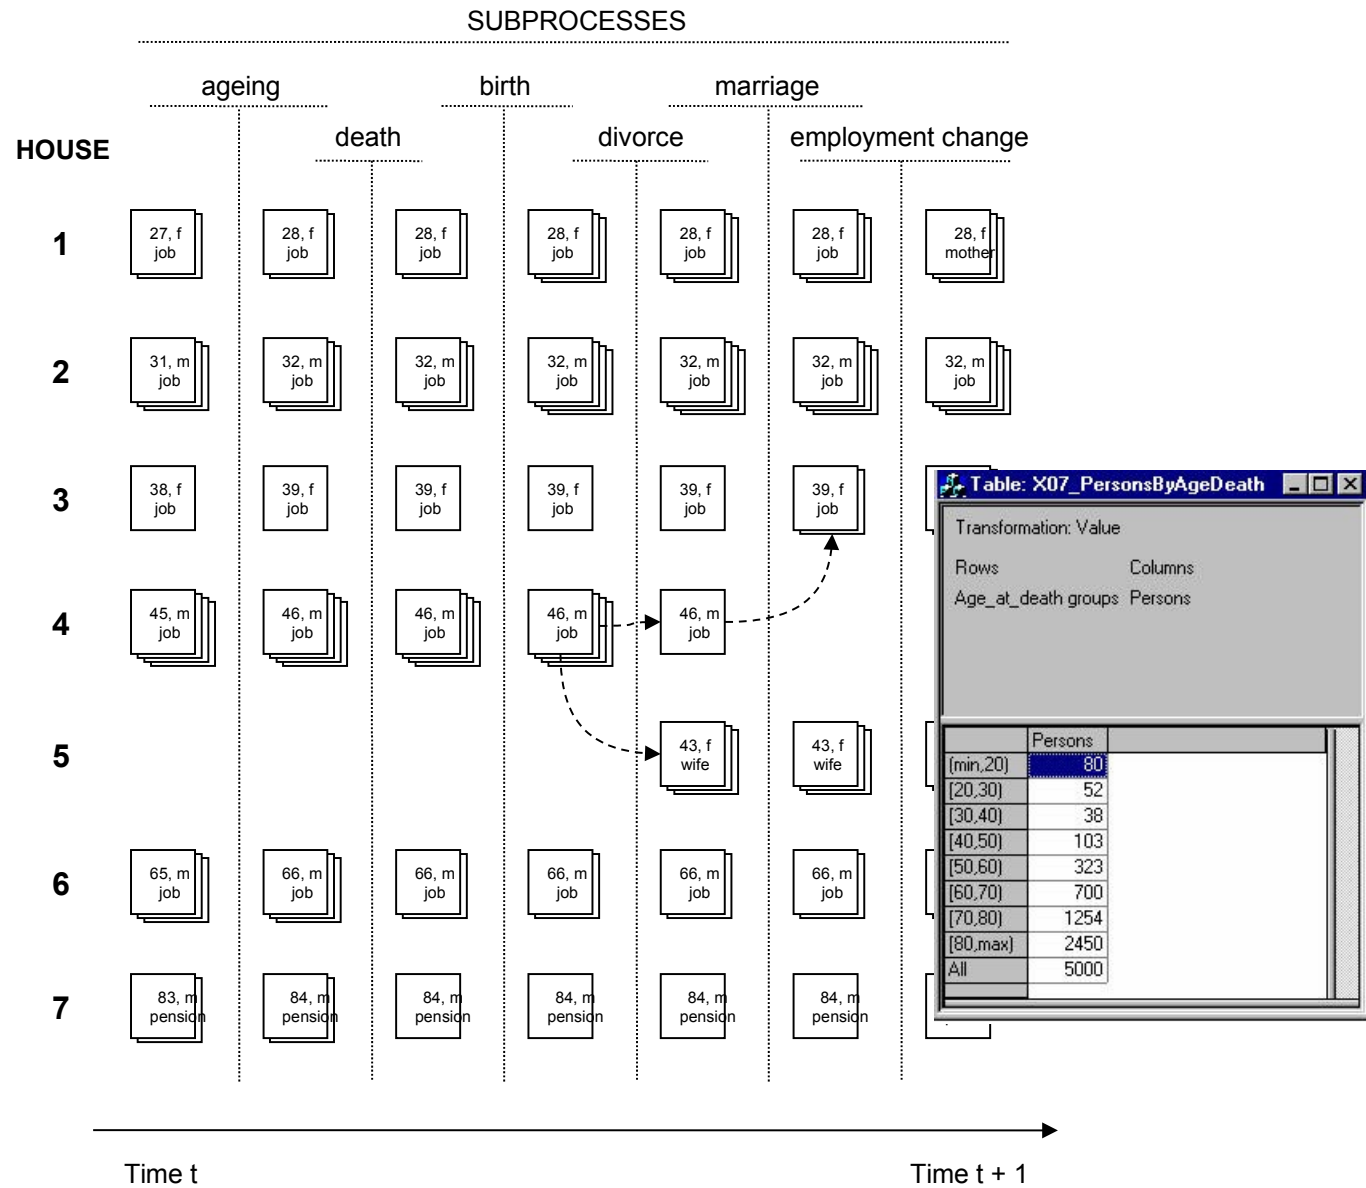 SUBPROCESSES
ageing
birth
marriage
death
divorce
employment change
HOUSE
1
27, f
job
28, f
job
28, f
job
28, f
job
28, f
job
28, f
job
28, f
mother
2
31, m
job
32, m
job
32, m
job
32, m
job
32, m
job
32, m
job
32, m
job
3
38, f
job
39, f
job
39, f
job
39, f
job
39, f
job
39, f
job
4
45, m
job
46, m
job
46, m
job
46, m
job
46, m
job
5
43, f
wife
43, f
wife
6
65, m
job
66, m
job
66, m
job
66, m
job
66, m
job
66, m
job
7
83, m
pension
84, m
pension
84, m
pension
84, m
pension
84, m
pension
84, m
pension
Table: X07_PersonsByAgeDeath
Transformation: Value
Rows Columns
Age_at_death groups Persons
Persons
(min,20) 80
[20,30) 52
[30,40) 38
[40,50) 103
[50,60) 323
[60,70) 700
[70,80) 1254
[80,max) 2450
All 5000
Time t
Time t + 1